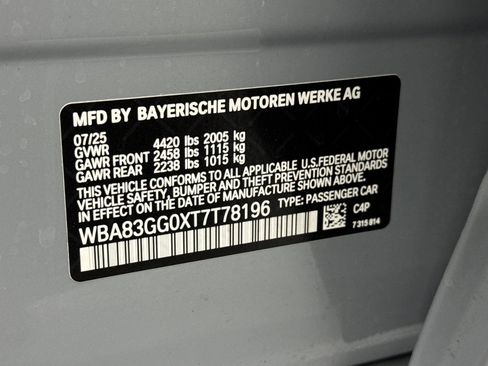 MFD BY BAYERISCHE MOTOREN WERKE AG
07/25
GVWR 4420 lbs 2005 kg
GAWR FRONT 2458 lbs 1115 kg
GAWR REAR 2238 lbs 1015 kg
THIS VEHICLE CONFORMS TO ALL APPLICABLE U.S.FEDERAL MOTOR
VEHICLE SAFETY, BUMPER, AND THEFT PREVENTION STANDARDS
IN EFFECT ON THE DATE OF MANUFACTURE SHOWN ABOVE.
WBA83GG0XT7T78196 TYPE: PASSENGER CAR
C4P
7315814